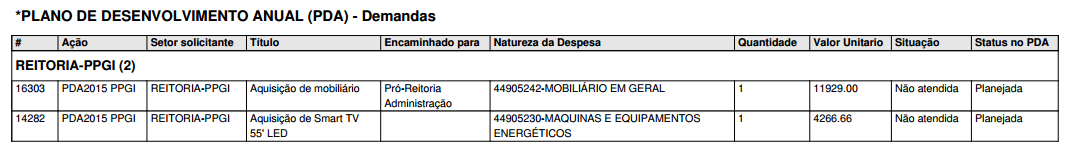 *PLANO DE DESENVOLVIMENTO ANUAL (PDA) - Demandas
# Ação Setor solicitante Título Encaminhado para Natureza da Despesa Quantidade Valor Unitario Situação Status no PDA
REITORIA-PPGI (2)
16303 PDA2015 PPGI REITORIA-PPGI Aquisição de mobiliário Pró-Reitoria 44905242-MOBILIÁRIO EM GERAL 1 11929.00 Não atendida Planejada
Administração
14282 PDA2015 PPGI REITORIA-PPGI Aquisição de Smart TV 44905230-MAQUINAS E EQUIPAMENTOS 1 4266.66 Não atendida Planejada
55' LED ENERGÉTICOS